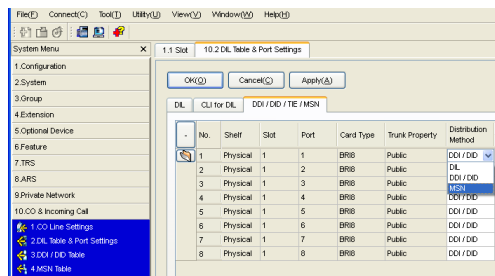 File(F) Connect(C) Tool(T) Utility(U) View(V) Window(W) Help(H)
System Menu X 1.1 Slot 10.2 DIL Table & Port Settings
1.Configuration
2.System
3.Group
4.Extension
5.Optional Device
6.Feature
7.TRS
8.ARS
9.Private Network
10.CO & Incoming Call
1.CO Line Settings
2.DIL Table & Port Settings
3.DDI / DID Table
4.MSN Table
OK(O) Cancel(C) Apply(A)
DIL CLI for DIL DDI / DID / TIE / MSN
- No. Shelf Slot Port Card Type Trunk Property Distribution Method
1 Physical 1 1 BRI8 Public DDI / DID
DIL
DDI / DID
MSN
2 Physical 1 2 BRI8 Public
3 Physical 1 3 BRI8 Public
4 Physical 1 4 BRI8 Public DDI / DID
5 Physical 1 5 BRI8 Public DDI / DID
6 Physical 1 6 BRI8 Public DDI / DID
7 Physical 1 7 BRI8 Public DDI / DID
8 Physical 1 8 BRI8 Public DDI / DID